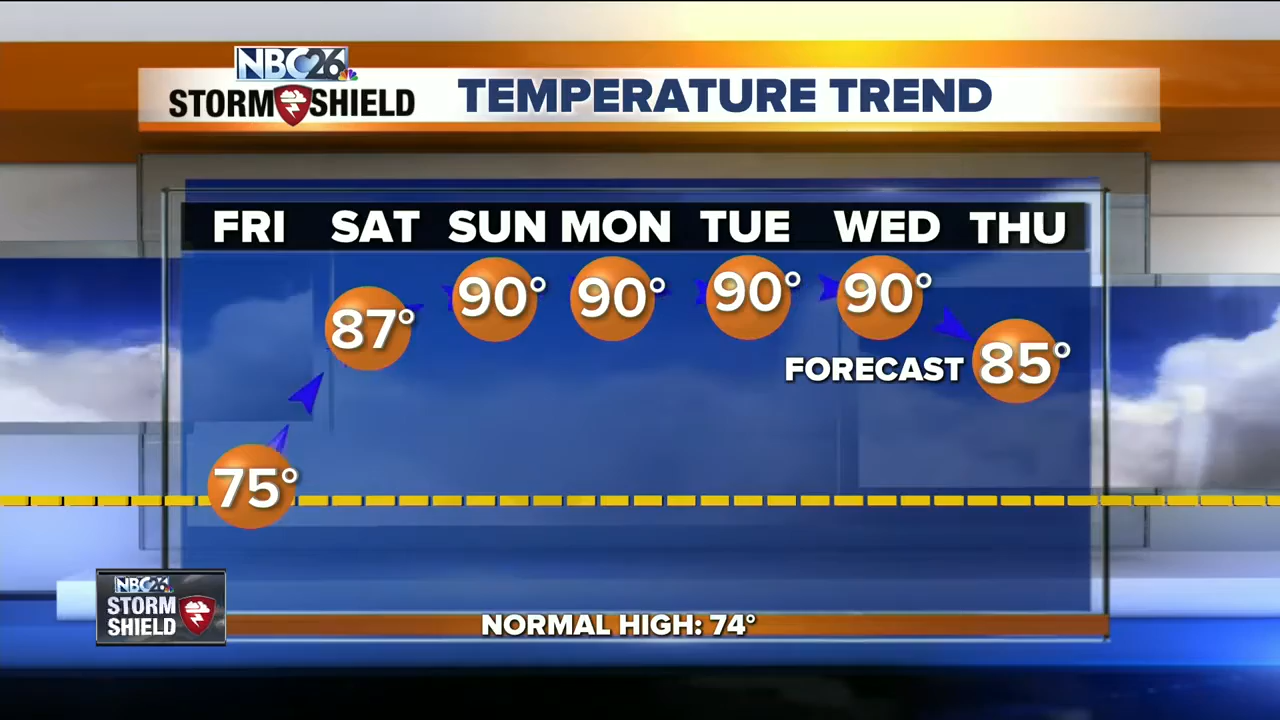 NBC26
STORM SHIELD
TEMPERATURE TREND
FRI SAT SUN MON TUE WED THU
75° 87° 90° 90° 90° 90° 85°
FORECAST
NBC26
STORM
SHIELD
NORMAL HIGH: 74°